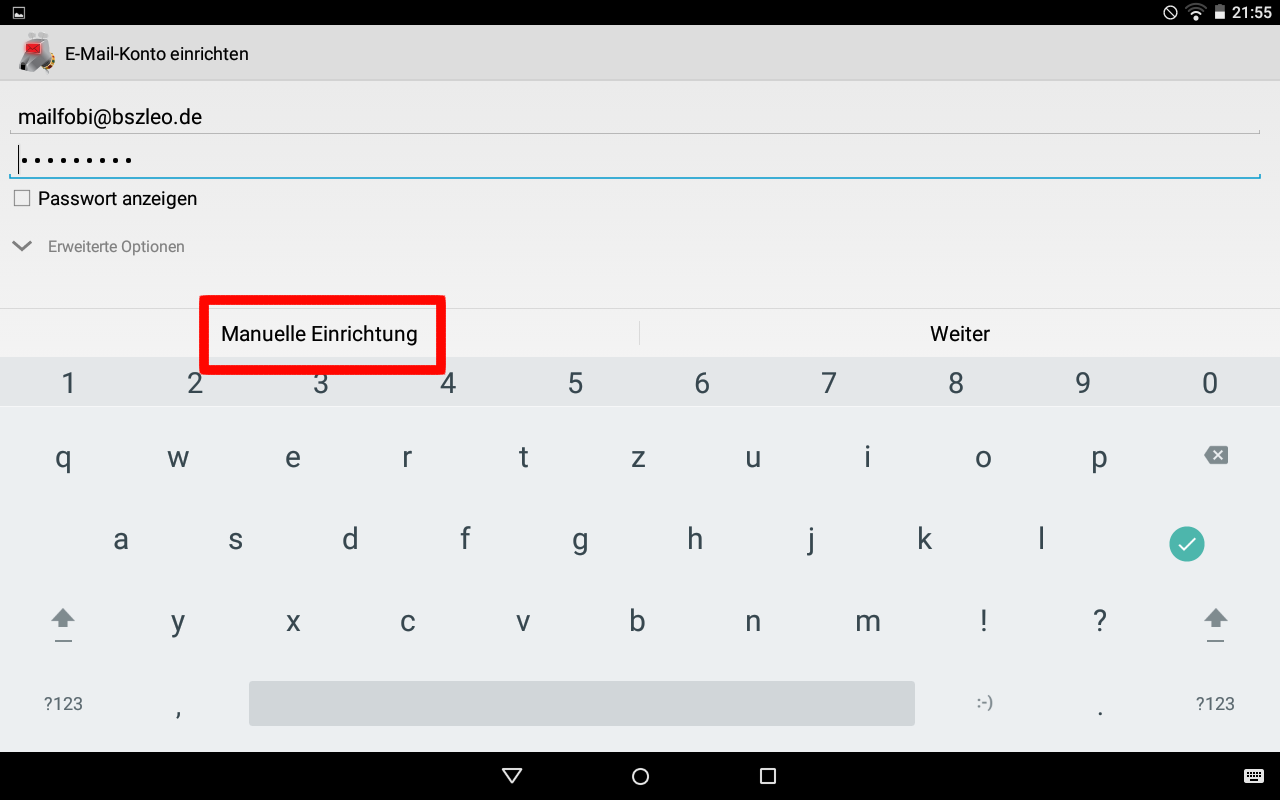 21:55
E-Mail-Konto einrichten
mailfobi@bszleo.de
•••••••••
Passwort anzeigen
Erweiterte Optionen
Manuelle Einrichtung Weiter
1 2 3 4 5 6 7 8 9 0
q w e r t z u i o p
a s d f g h j k l
y x c v b n m ! ?
?123 , :-) . ?123